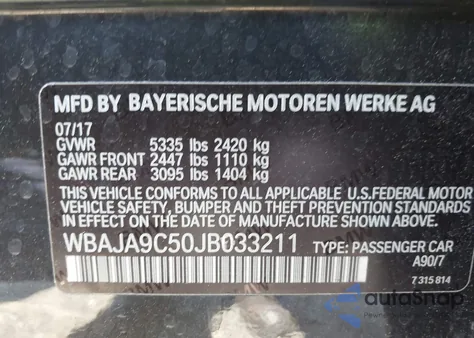 MFD BY BAYERISCHE MOTOREN WERKE AG
07/17
GVWR 5335 lbs 2420 kg
GAWR FRONT 2447 lbs 1110 kg
GAWR REAR 3095 lbs 1404 kg
THIS VEHICLE CONFORMS TO ALL APPLICABLE U.S.FEDERAL MOTOR
VEHICLE SAFETY, BUMPER AND THEFT PREVENTION STANDARDS
IN EFFECT ON THE DATE OF MANUFACTURE SHOWN ABOVE.
WBAJA9C50JB033211 TYPE: PASSENGER CAR
A90/7
7 315 814
autoSnap
Powered by